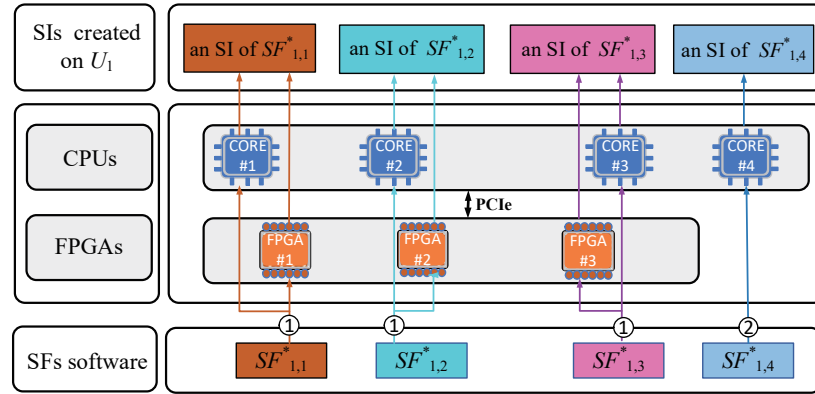 SIs created
on U1
an SI of SF*1,1
an SI of SF*1,2
an SI of SF*1,3
an SI of SF*1,4
CPUs
CORE
#1
CORE
#2
CORE
#3
CORE
#4
PCIe
FPGAs
FPGA
#1
FPGA
#2
FPGA
#3
1
1
1
2
SFs software
SF*1,1
SF*1,2
SF*1,3
SF*1,4